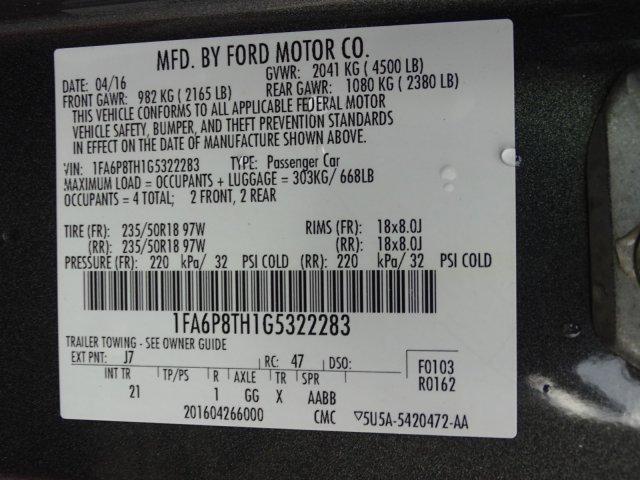 MFD. BY FORD MOTOR CO.
DATE: 04/16 GVWR: 2041 KG ( 4500 LB)
FRONT GAWR: 982 KG ( 2165 LB) REAR GAWR: 1080 KG ( 2380 LB)
THIS VEHICLE CONFORMS TO ALL APPLICABLE FEDERAL MOTOR
VEHICLE SAFETY, BUMPER, AND THEFT PREVENTION STANDARDS
IN EFFECT ON THE DATE OF MANUFACTURE SHOWN ABOVE.
VIN: 1FA6P8TH1G5322283 TYPE: Passenger Car
MAXIMUM LOAD = OCCUPANTS + LUGGAGE = 303KG/ 668LB
OCCUPANTS = 4 TOTAL; 2 FRONT, 2 REAR
TIRE (FR): 235/50R18 97W RIMS (FR): 18x8.0J
(RR): 235/50R18 97W (RR): 18x8.0J
PRESSURE (FR): 220 kPa/ 32 PSI COLD (RR): 220 kPa/ 32 PSI COLD
1FA6P8TH1G5322283
TRAILER TOWING - SEE OWNER GUIDE
EXT PNT: J7 RC: 47 DSO: F0103
INT TR TP/PS R AXLE TR SPR R0162
21 1 GG X AABB
201604266000 CMC ▽5U5A-5420472-AA